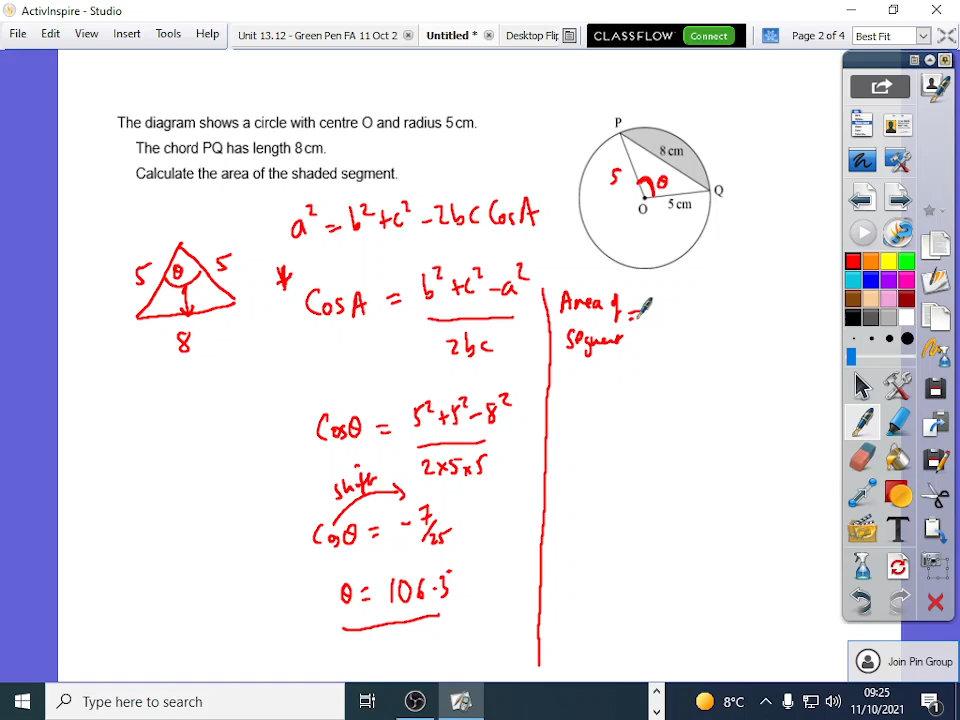 ActivInspire - Studio
File Edit View Insert Tools Help
Unit 13.12 - Green Pen FA 11 Oct 2
Untitled *
Desktop Flip
CLASSFLOW Connect
Page 2 of 4
Best Fit
The diagram shows a circle with centre O and radius 5 cm.
The chord PQ has length 8 cm.
Calculate the area of the shaded segment.
P
8 cm
Q
5
θ
O
5 cm
a² = b² + c² - 2bc CosA
5 θ 5
8
* CosA = b² + c² - a²
2bc
Area of =
Segment
Cosθ = 5² + 5² - 8²
2×5×5
shift
Cosθ = - 7/25
θ = 106.3°
T
Join Pin Group
Type here to search
8°C
09:25
11/10/2021
1